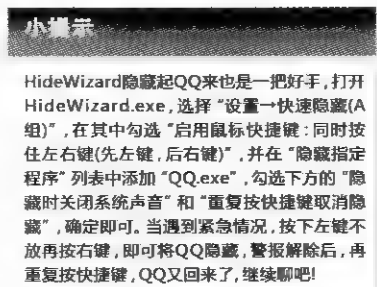 小提示
HideWizard隐藏起QQ来也是一把好手,打开
HideWizard.exe,选择“设置→快速隐藏(A
组)”,在其中勾选“启用鼠标快捷键:同时按
住左右键(先左键,后右键)”,并在“隐藏指定
程序”列表中添加“QQ.exe”,勾选下方的“隐
藏时关闭系统声音”和“重复按快捷键取消隐
藏”,确定即可。当遇到紧急情况,按下左键不
放再按右键,即可将QQ隐藏,警报解除后,再
重复按快捷键,QQ又回来了,继续聊吧!